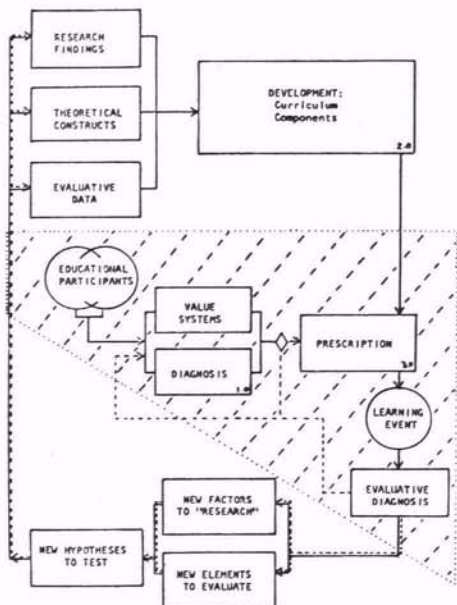 RESEARCH
FINDINGS
THEORETICAL
CONSTRUCTS
EVALUATIVE
DATA
DEVELOPMENT:
Curriculum
Components
2.0
EDUCATIONAL
PARTICIPANTS
VALUE
SYSTEMS
DIAGNOSIS
1.0
PRESCRIPTION
3.0
LEARNING
EVENT
EVALUATIVE
DIAGNOSIS
NEW FACTORS
TO "RESEARCH"
NEW ELEMENTS
TO EVALUATE
NEW HYPOTHESES
TO TEST